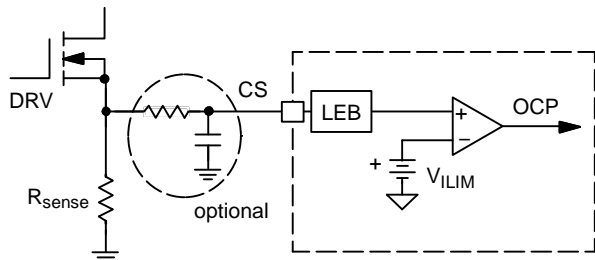 DRV
CS
LEB
OCP
+
−
+
VILIM
Rsense
optional